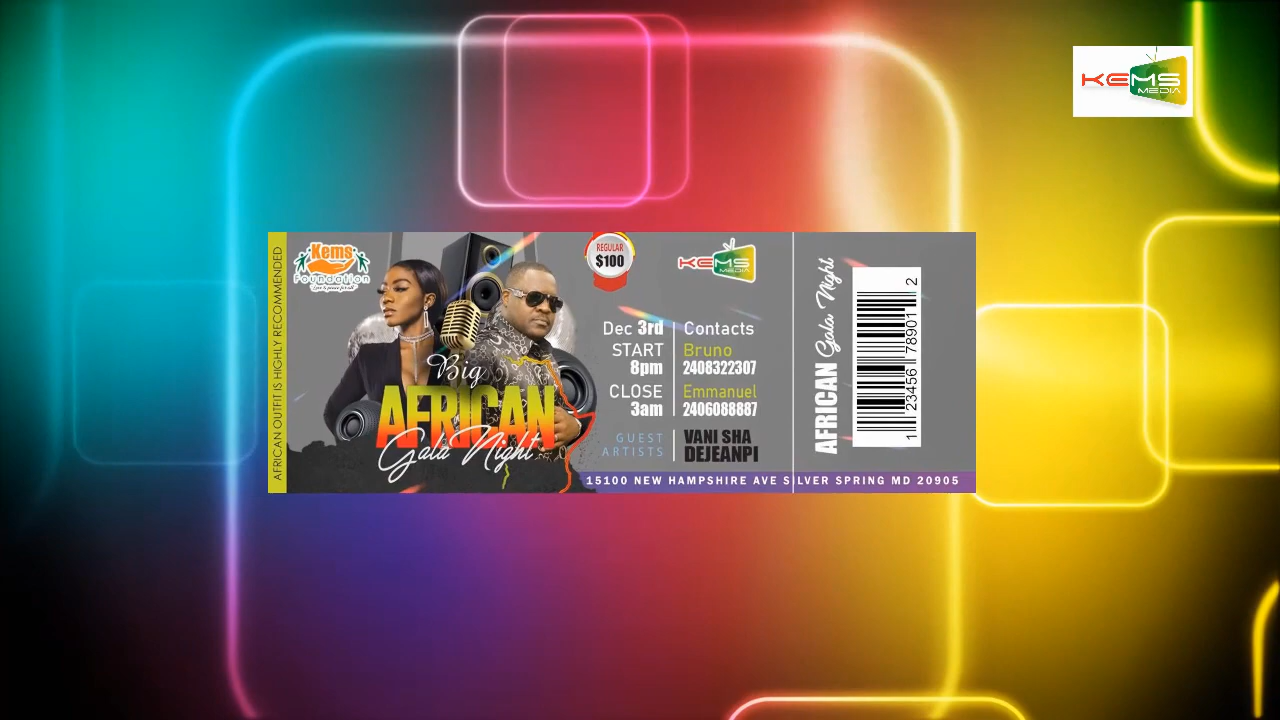 KEMS
MEDIA
AFRICAN OUTFIT IS HIGHLY RECOMMENDED
Kems
Foundation
REGULAR
$100
KEMS
MEDIA
Big
AFRICAN
Gala Night
Dec 3rd
START
8pm
CLOSE
3am
Contacts
Bruno
2408322307
Emmanuel
2406088887
GUEST
ARTISTS
VANI SHA
DEJEANPI
15100 NEW HAMPSHIRE AVE SILVER SPRING MD 20905
AFRICAN Gala Night
1 23456 78901 2